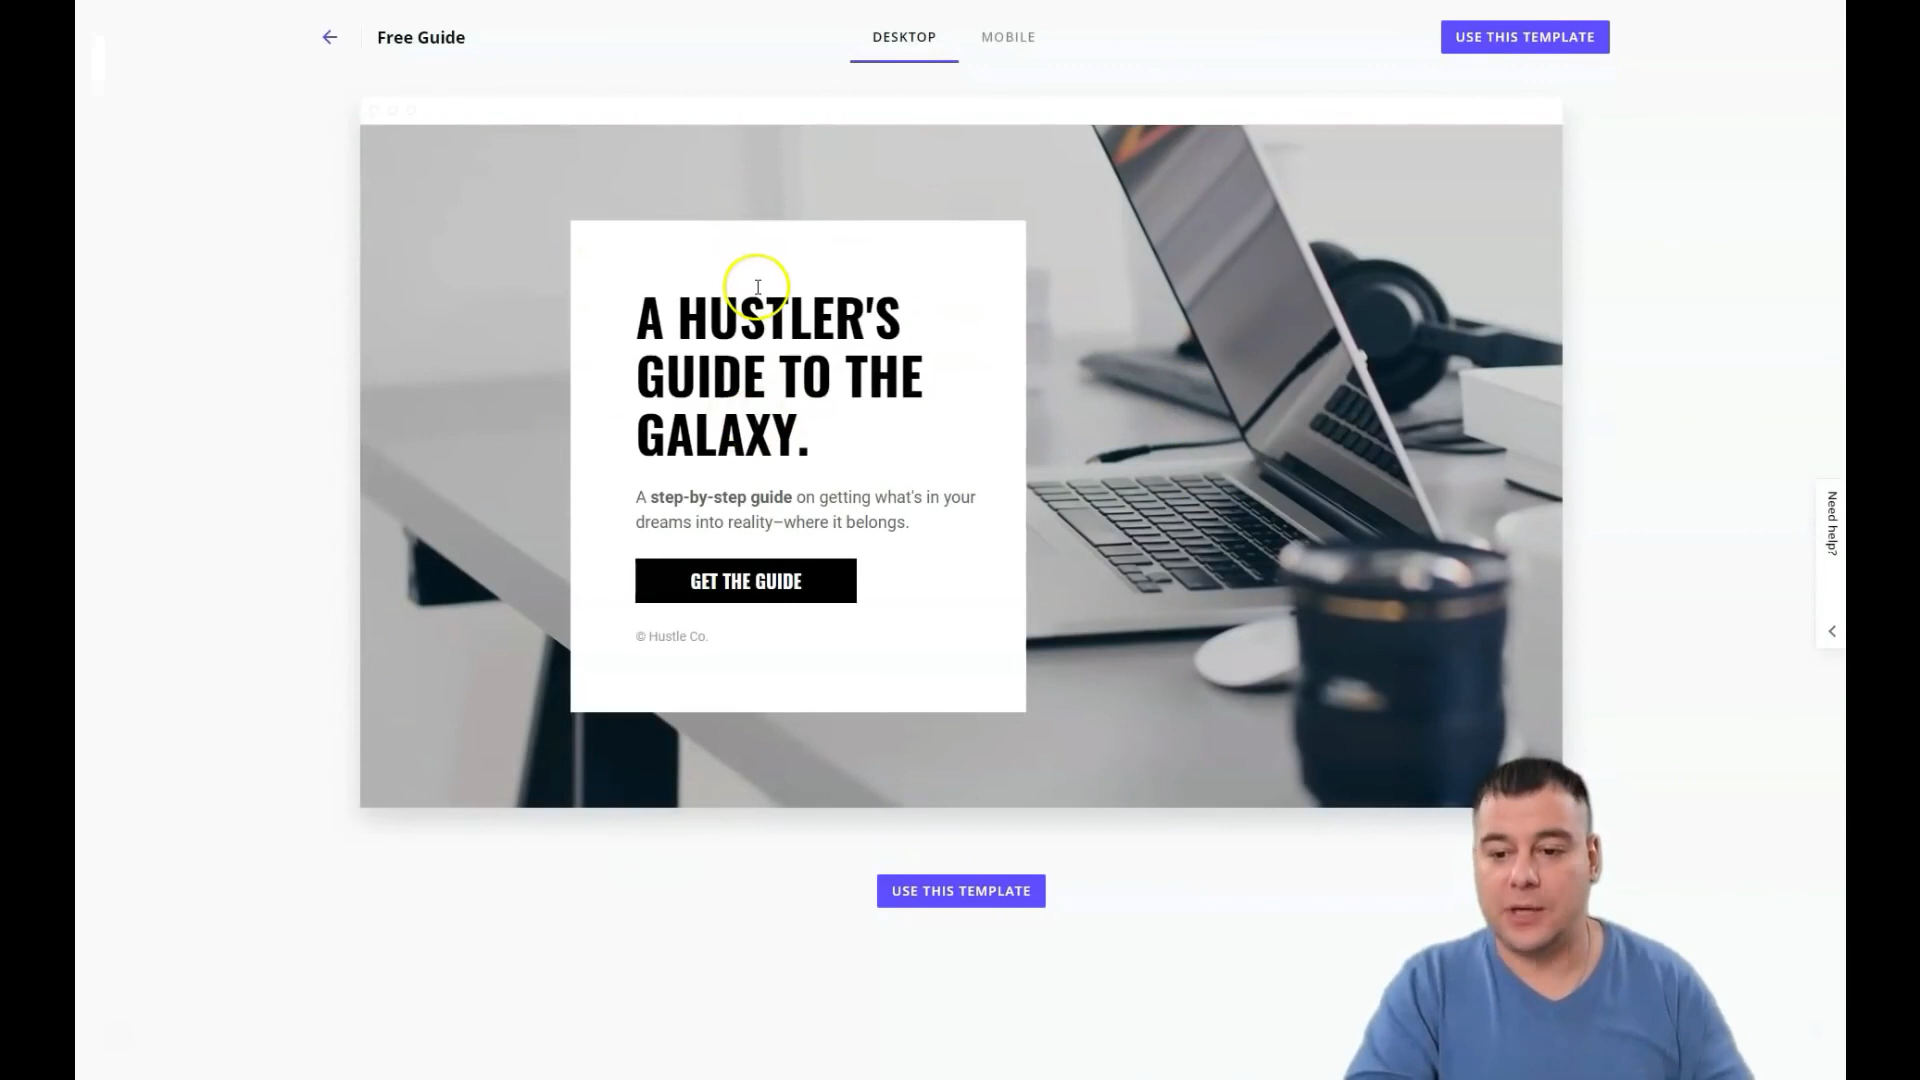 Free Guide
DESKTOP
MOBILE
USE THIS TEMPLATE
A HUSTLER'S
GUIDE TO THE
GALAXY.
A step-by-step guide on getting what's in your
dreams into reality–where it belongs.
GET THE GUIDE
© Hustle Co.
Need help?
USE THIS TEMPLATE